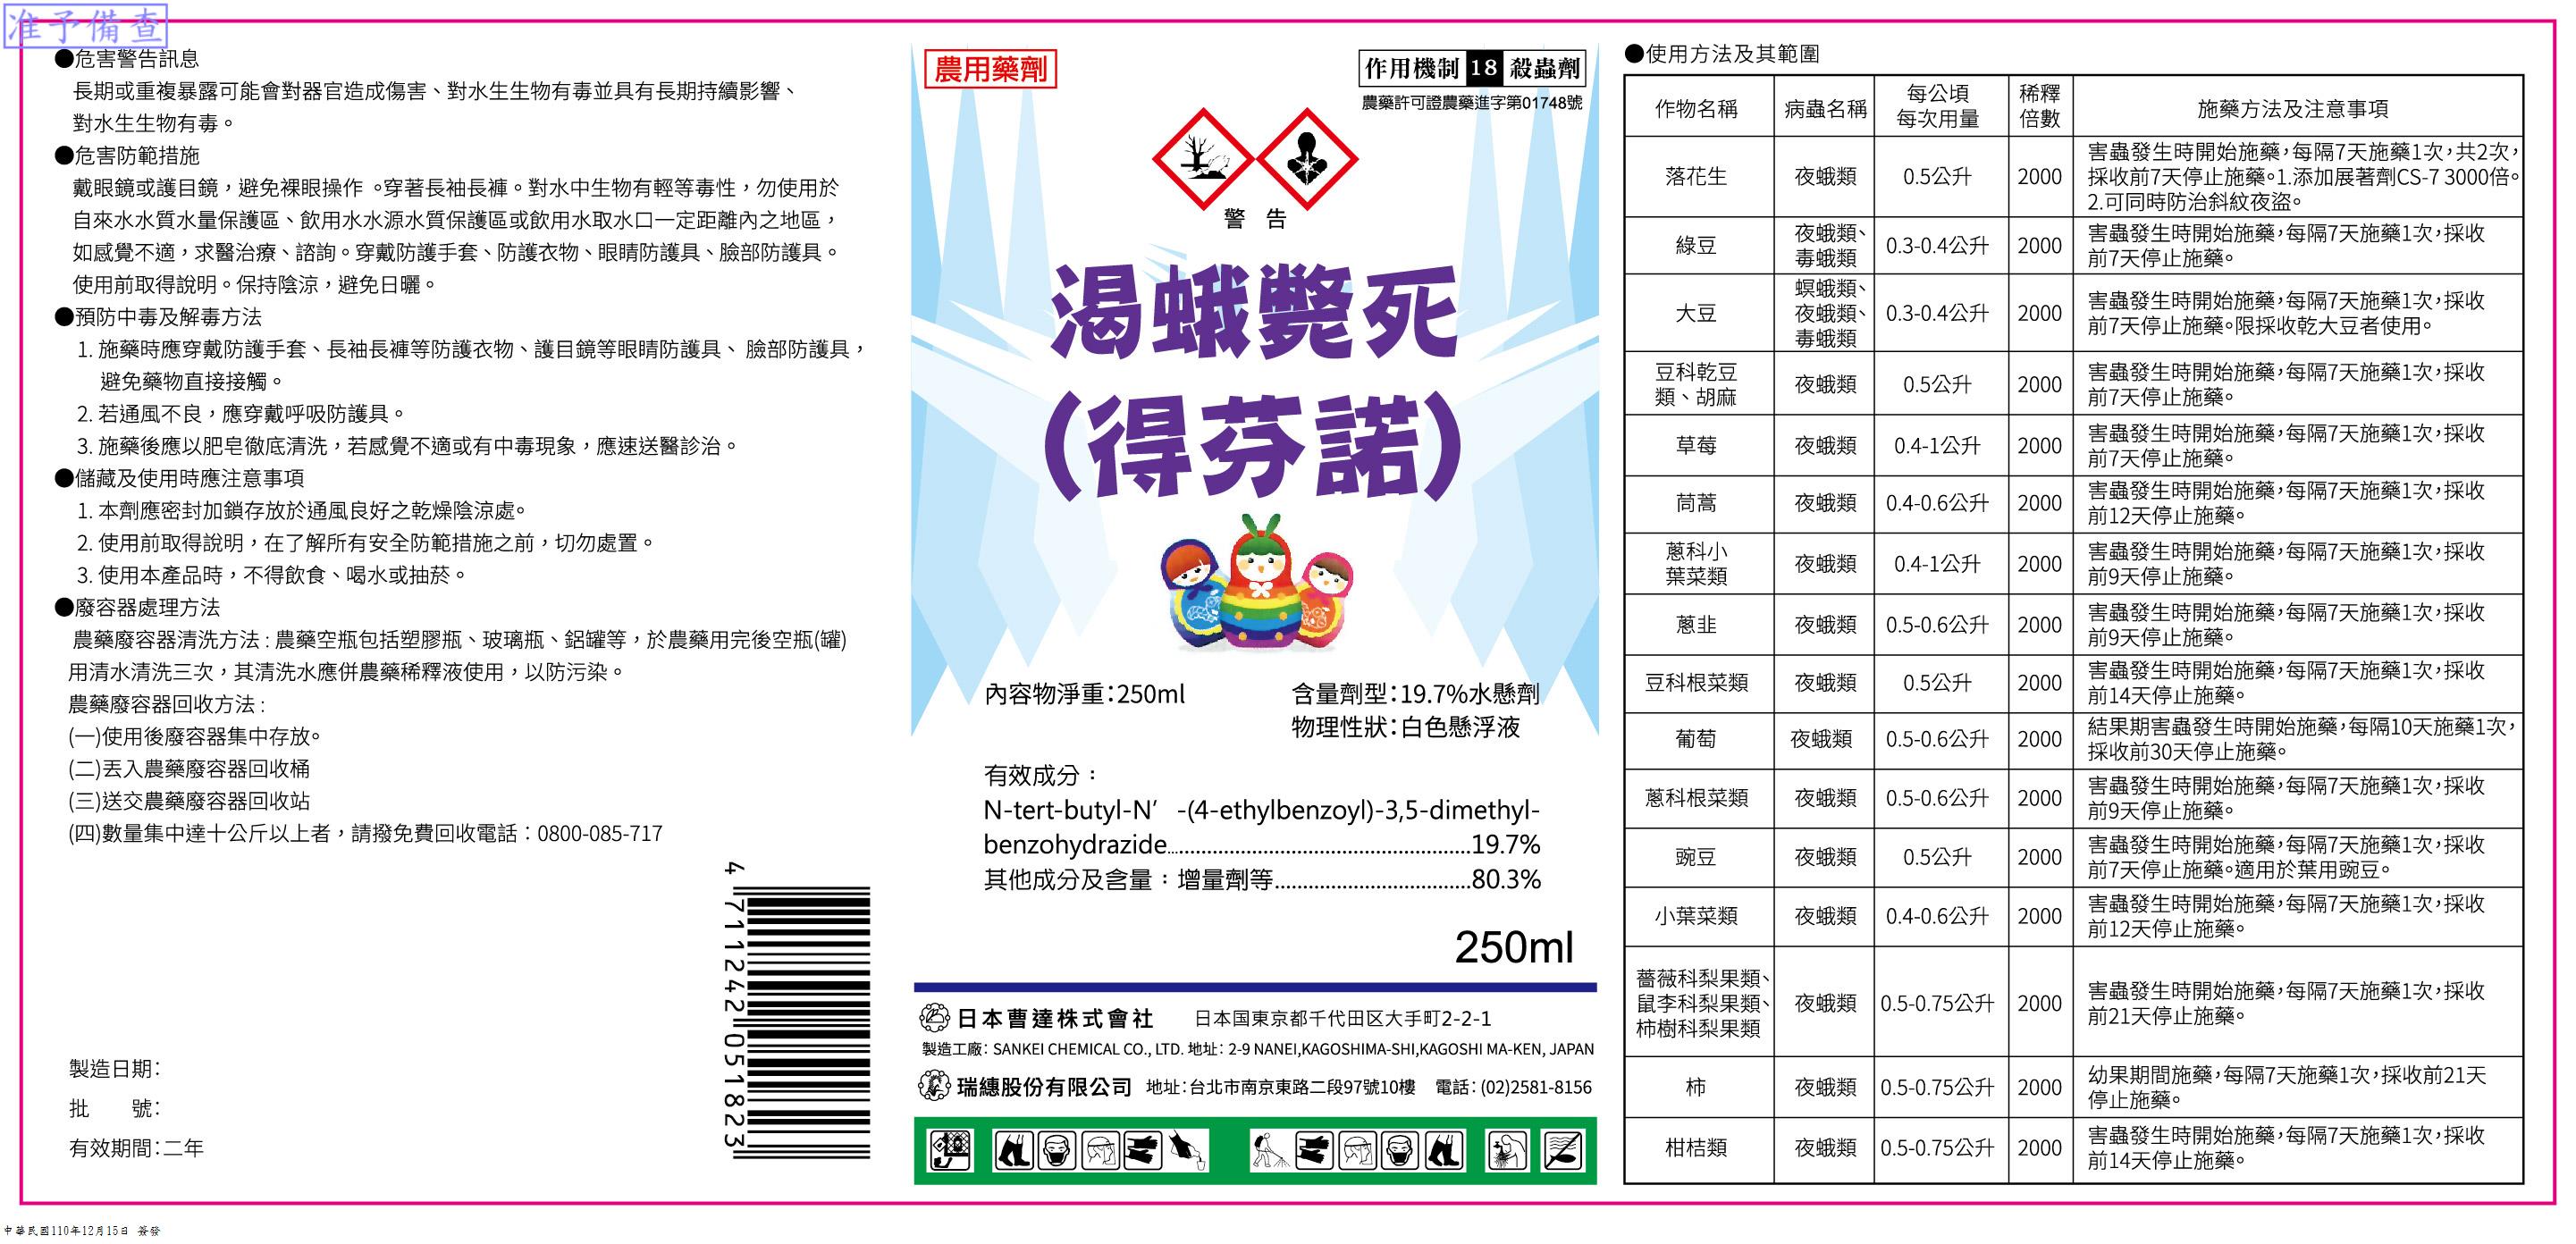 准予備查
●危害警告訊息
長期或重複暴露可能會對器官造成傷害、對水生生物有毒並具有長期持續影響、
對水生生物有毒。
●危害防範措施
戴眼鏡或護目鏡，避免裸眼操作 。穿著長袖長褲。對水中生物有輕等毒性，勿使用於
自來水水質水量保護區、飲用水水源水質保護區或飲用水取水口一定距離內之地區，
如感覺不適，求醫治療、諮詢。穿戴防護手套、防護衣物、眼睛防護具、臉部防護具。
使用前取得說明。保持陰涼，避免日曬。
●預防中毒及解毒方法
1. 施藥時應穿戴防護手套、長袖長褲等防護衣物、護目鏡等眼睛防護具、 臉部防護具，
避免藥物直接接觸。
2. 若通風不良，應穿戴呼吸防護具。
3. 施藥後應以肥皂徹底清洗，若感覺不適或有中毒現象，應速送醫診治。
●儲藏及使用時應注意事項
1. 本劑應密封加鎖存放於通風良好之乾燥陰涼處。
2. 使用前取得說明，在了解所有安全防範措施之前，切勿處置。
3. 使用本產品時，不得飲食、喝水或抽菸。
●廢容器處理方法
農藥廢容器清洗方法 : 農藥空瓶包括塑膠瓶、玻璃瓶、鋁罐等，於農藥用完後空瓶(罐)
用清水清洗三次，其清洗水應併農藥稀釋液使用，以防污染。
農藥廢容器回收方法 :
(一)使用後廢容器集中存放。
(二)丟入農藥廢容器回收桶
(三)送交農藥廢容器回收站
(四)數量集中達十公斤以上者，請撥免費回收電話：0800-085-717
4 711242 051823
製造日期：
批　　號：
有效期間：二年
農用藥劑
作用機制 18 殺蟲劑
農藥許可證農藥進字第01748號
警 告
渴蛾斃死
(得芬諾)
內容物淨重：250ml
含量劑型：19.7%水懸劑
物理性狀：白色懸浮液
有效成分：
N-tert-butyl-N′ -(4-ethylbenzoyl)-3,5-dimethyl-
benzohydrazide......................................................19.7%
其他成分及含量：增量劑等...................................80.3%
250ml
日本曹達株式會社 日本国東京都千代田区大手町2-2-1
製造工廠： SANKEI CHEMICAL CO., LTD. 地址： 2-9 NANEI,KAGOSHIMA-SHI,KAGOSHI MA-KEN, JAPAN
瑞繐股份有限公司 地址：台北市南京東路二段97號10樓 電話：(02)2581-8156
●使用方法及其範圍
作物名稱 病蟲名稱 每公頃 每次用量 稀釋 倍數 施藥方法及注意事項
落花生 夜蛾類 0.5公升 2000 害蟲發生時開始施藥，每隔7天施藥1次，共2次，
採收前7天停止施藥。1.添加展著劑CS-7 3000倍。
2.可同時防治斜紋夜盜。
綠豆 夜蛾類、毒蛾類 0.3-0.4公升 2000 害蟲發生時開始施藥，每隔7天施藥1次，採收
前7天停止施藥。
大豆 螟蛾類、夜蛾類、毒蛾類 0.3-0.4公升 2000 害蟲發生時開始施藥，每隔7天施藥1次，採收
前7天停止施藥。限採收乾大豆者使用。
豆科乾豆類、胡麻 夜蛾類 0.5公升 2000 害蟲發生時開始施藥，每隔7天施藥1次，採收
前7天停止施藥。
草莓 夜蛾類 0.4-1公升 2000 害蟲發生時開始施藥，每隔7天施藥1次，採收
前7天停止施藥。
茼蒿 夜蛾類 0.4-0.6公升 2000 害蟲發生時開始施藥，每隔7天施藥1次，採收
前12天停止施藥。
蔥科小葉菜類 夜蛾類 0.4-1公升 2000 害蟲發生時開始施藥，每隔7天施藥1次，採收
前9天停止施藥。
蔥韭 夜蛾類 0.5-0.6公升 2000 害蟲發生時開始施藥，每隔7天施藥1次，採收
前9天停止施藥。
豆科根菜類 夜蛾類 0.5公升 2000 害蟲發生時開始施藥，每隔7天施藥1次，採收
前14天停止施藥。
葡萄 夜蛾類 0.5-0.6公升 2000 結果期害蟲發生時開始施藥，每隔10天施藥1次，
採收前30天停止施藥。
蔥科根菜類 夜蛾類 0.5-0.6公升 2000 害蟲發生時開始施藥，每隔7天施藥1次，採收
前9天停止施藥。
豌豆 夜蛾類 0.5公升 2000 害蟲發生時開始施藥，每隔7天施藥1次，採收
前7天停止施藥。適用於葉用豌豆。
小葉菜類 夜蛾類 0.4-0.6公升 2000 害蟲發生時開始施藥，每隔7天施藥1次，採收
前12天停止施藥。
薔薇科梨果類、鼠李科梨果類、柿樹科梨果類 夜蛾類 0.5-0.75公升 2000 害蟲發生時開始施藥，每隔7天施藥1次，採收
前21天停止施藥。
柿 夜蛾類 0.5-0.75公升 2000 幼果期間施藥，每隔7天施藥1次，採收前21天
停止施藥。
柑桔類 夜蛾類 0.5-0.75公升 2000 害蟲發生時開始施藥，每隔7天施藥1次，採收
前14天停止施藥。
中華民國110年12月15日 簽發